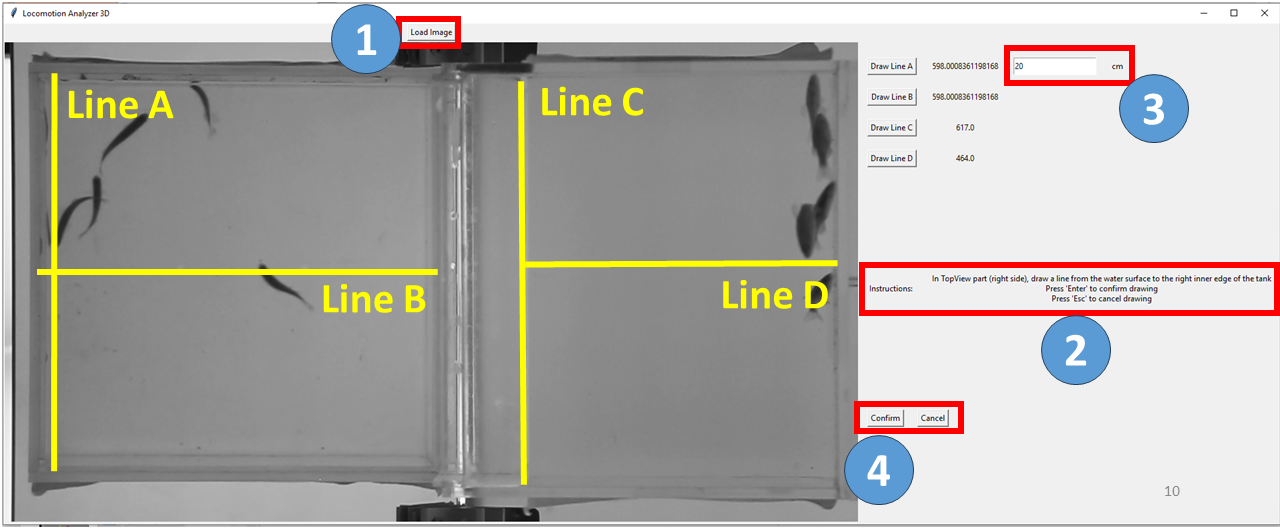 Locomotion Analyzer 3D
1
Load Image
Line A
Line C
Line B
Line D
Draw Line A 598.0008361198168 20 cm
Draw Line B 598.0008361198168
3
Draw Line C 617.0
Draw Line D 464.0
Instructions:
In TopView part (right side), draw a line from the water surface to the right inner edge of the tank
Press 'Enter' to confirm drawing
Press 'Esc' to cancel drawing
2
Confirm Cancel
4
10